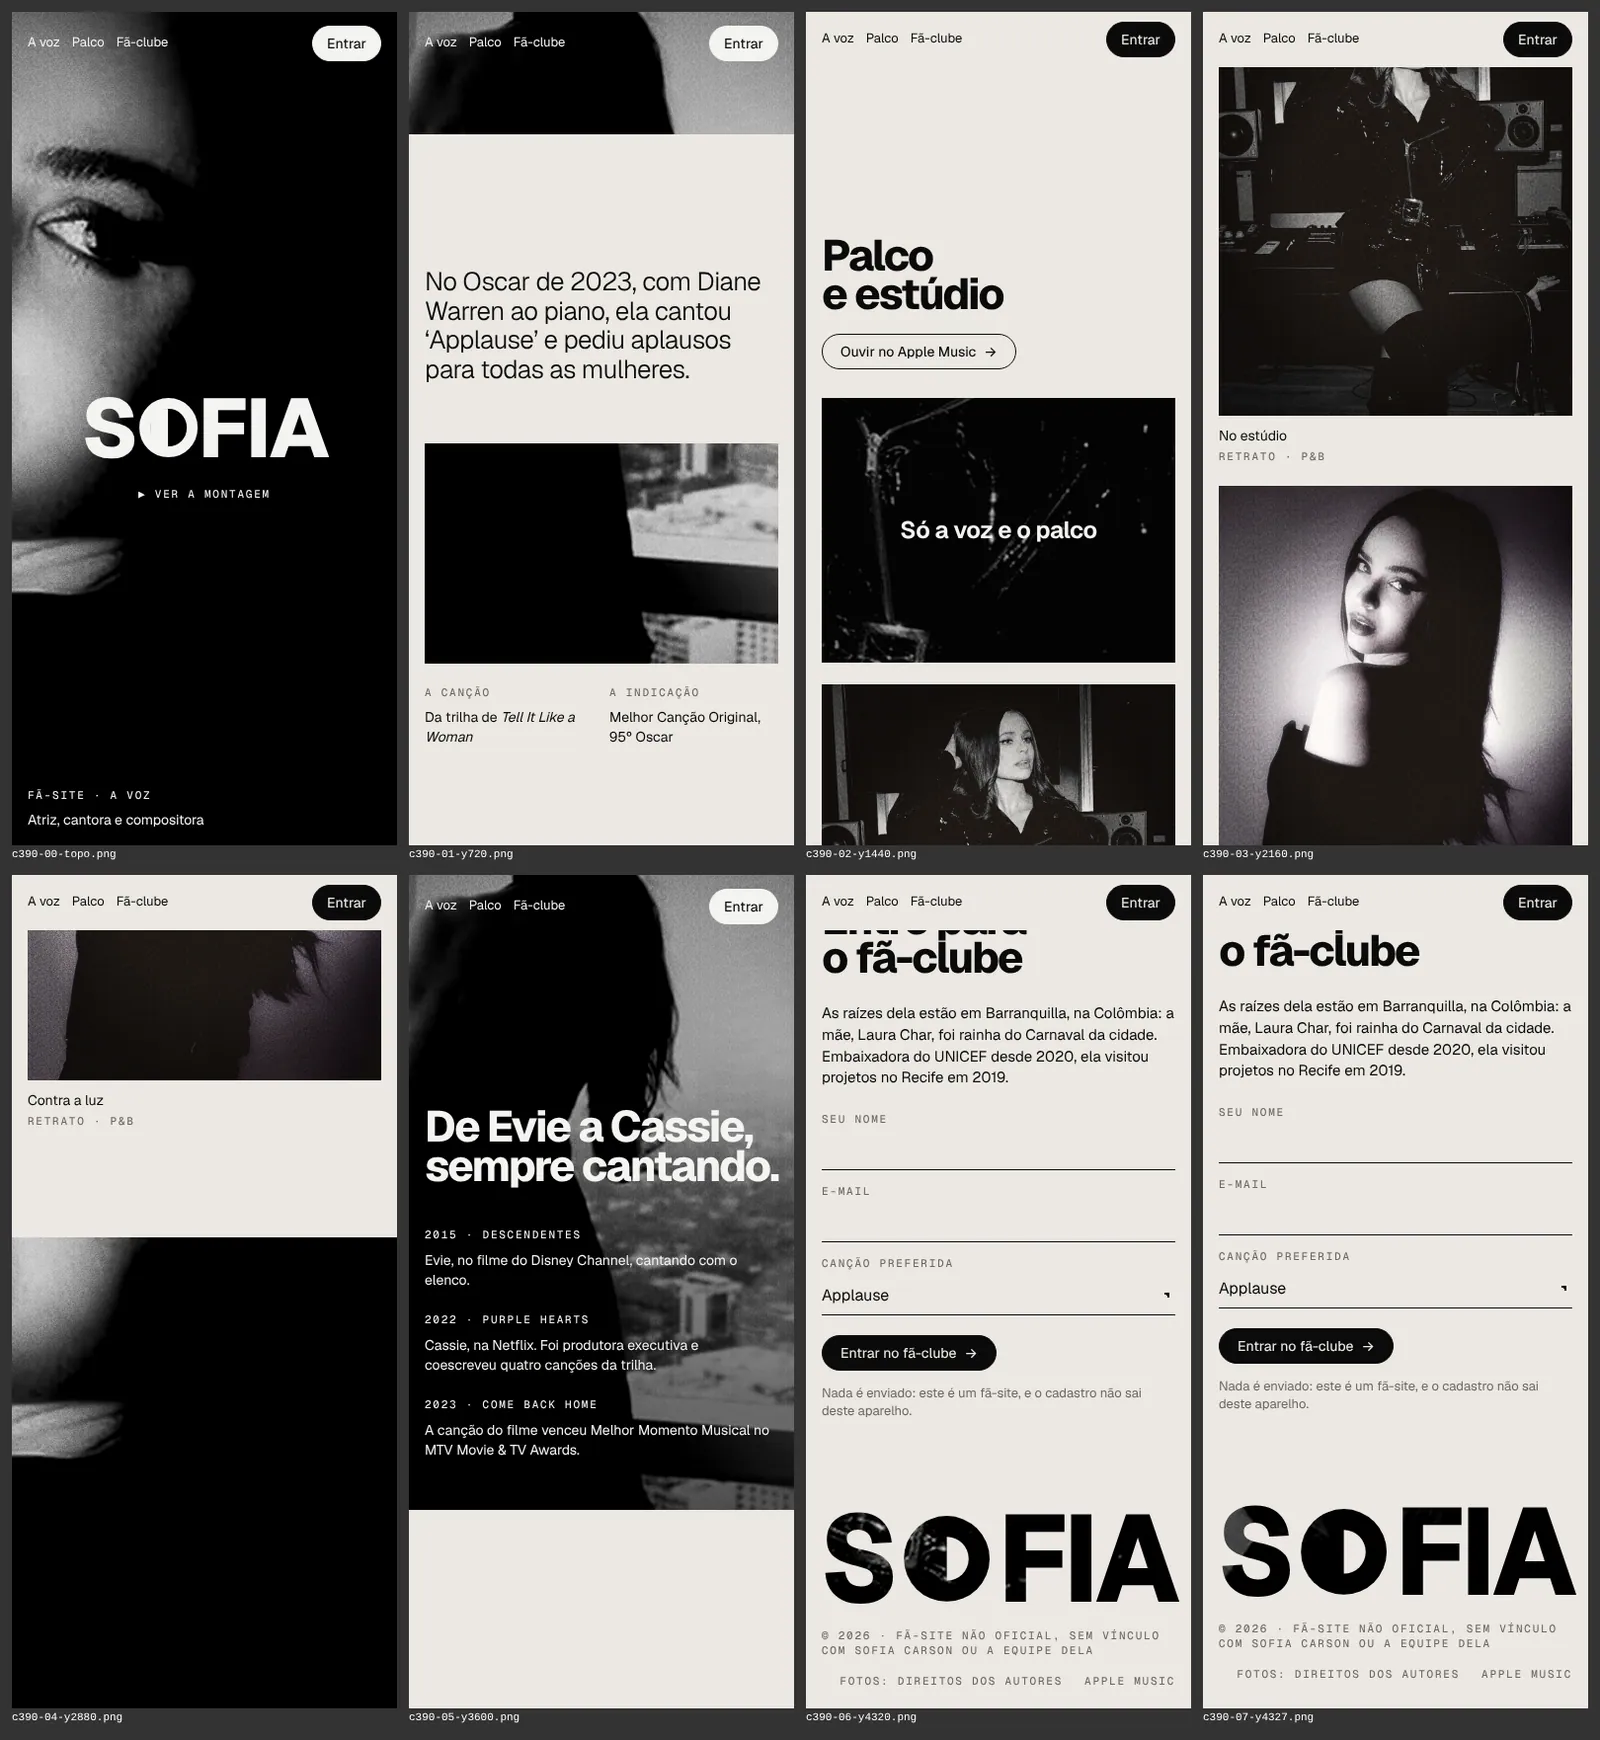 A voz Palco Fã-clube Entrar
SOFIA
▶ VER A MONTAGEM
FÃ-SITE · A VOZ
Atriz, cantora e compositora
c390-00-topo.png
A voz Palco Fã-clube Entrar
No Oscar de 2023, com Diane
Warren ao piano, ela cantou
‘Applause’ e pediu aplausos
para todas as mulheres.
A CANÇÃO
Da trilha de Tell It Like a
Woman
A INDICAÇÃO
Melhor Canção Original,
95º Oscar
c390-01-y720.png
A voz Palco Fã-clube Entrar
Palco
e estúdio
Ouvir no Apple Music →
Só a voz e o palco
c390-02-y1440.png
A voz Palco Fã-clube Entrar
No estúdio
RETRATO · P&B
c390-03-y2160.png
A voz Palco Fã-clube Entrar
Contra a luz
RETRATO · P&B
c390-04-y2880.png
A voz Palco Fã-clube Entrar
De Evie a Cassie,
sempre cantando.
2015 · DESCENDENTES
Evie, no filme do Disney Channel, cantando com o
elenco.
2022 · PURPLE HEARTS
Cassie, na Netflix. Foi produtora executiva e
coescreveu quatro canções da trilha.
2023 · COME BACK HOME
A canção do filme venceu Melhor Momento Musical no
MTV Movie & TV Awards.
c390-05-y3600.png
A voz Palco Fã-clube Entrar
Entre para
o fã-clube
As raízes dela estão em Barranquilla, na Colômbia: a
mãe, Laura Char, foi rainha do Carnaval da cidade.
Embaixadora do UNICEF desde 2020, ela visitou
projetos no Recife em 2019.
SEU NOME
E-MAIL
CANÇÃO PREFERIDA
Applause
Entrar no fã-clube →
Nada é enviado: este é um fã-site, e o cadastro não sai
deste aparelho.
SOFIA
© 2026 · FÃ-SITE NÃO OFICIAL, SEM VÍNCULO
COM SOFIA CARSON OU A EQUIPE DELA
FOTOS: DIREITOS DOS AUTORES APPLE MUSIC
c390-06-y4320.png
A voz Palco Fã-clube Entrar
o fã-clube
As raízes dela estão em Barranquilla, na Colômbia: a
mãe, Laura Char, foi rainha do Carnaval da cidade.
Embaixadora do UNICEF desde 2020, ela visitou
projetos no Recife em 2019.
SEU NOME
E-MAIL
CANÇÃO PREFERIDA
Applause
Entrar no fã-clube →
Nada é enviado: este é um fã-site, e o cadastro não sai
deste aparelho.
SOFIA
© 2026 · FÃ-SITE NÃO OFICIAL, SEM VÍNCULO
COM SOFIA CARSON OU A EQUIPE DELA
FOTOS: DIREITOS DOS AUTORES APPLE MUSIC
c390-07-y4327.png